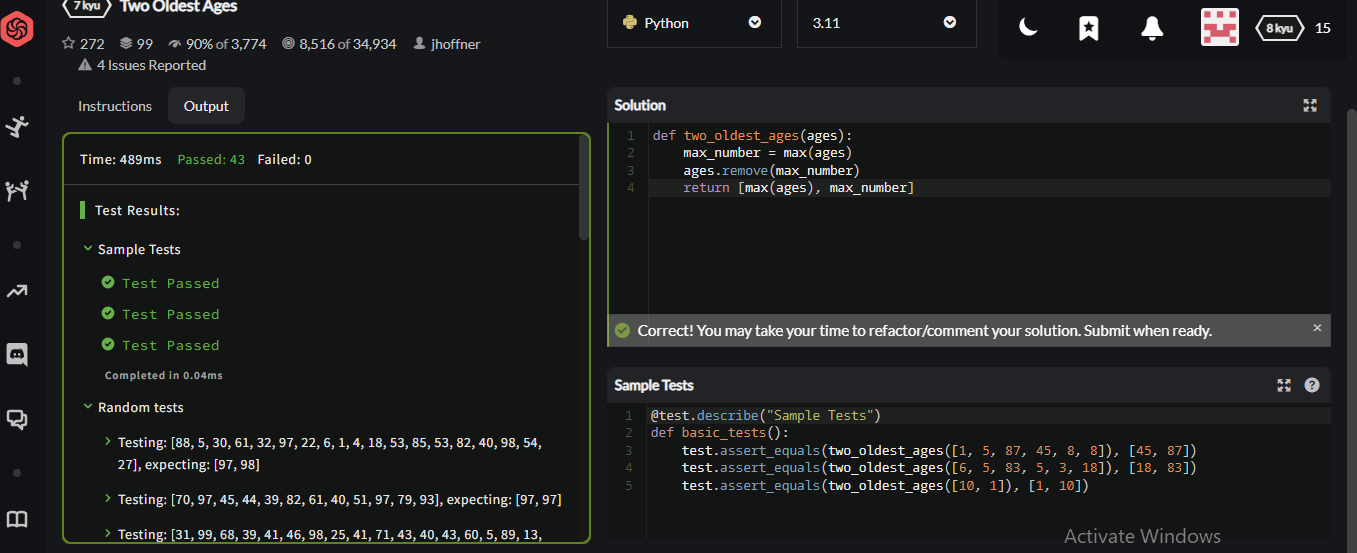 7 kyu Two Oldest Ages
272 99 90% of 3,774 8,516 of 34,934 jhoffner
4 Issues Reported
Python
3.11
8 kyu 15
Instructions Output
Time: 489ms Passed: 43 Failed: 0
Test Results:
Sample Tests
Test Passed
Test Passed
Test Passed
Completed in 0.04ms
Random tests
Testing: [88, 5, 30, 61, 32, 97, 22, 6, 1, 4, 18, 53, 85, 53, 82, 40, 98, 54,
27], expecting: [97, 98]
Testing: [70, 97, 45, 44, 39, 82, 61, 40, 51, 97, 79, 93], expecting: [97, 97]
Testing: [31, 99, 68, 39, 41, 46, 98, 25, 41, 71, 43, 40, 43, 60, 5, 89, 13,
Solution
1 def two_oldest_ages(ages):
2 max_number = max(ages)
3 ages.remove(max_number)
4 return [max(ages), max_number]
Correct! You may take your time to refactor/comment your solution. Submit when ready. ×
Sample Tests ?
1 @test.describe("Sample Tests")
2 def basic_tests():
3 test.assert_equals(two_oldest_ages([1, 5, 87, 45, 8, 8]), [45, 87])
4 test.assert_equals(two_oldest_ages([6, 5, 83, 5, 3, 18]), [18, 83])
5 test.assert_equals(two_oldest_ages([10, 1]), [1, 10])
Activate Windows